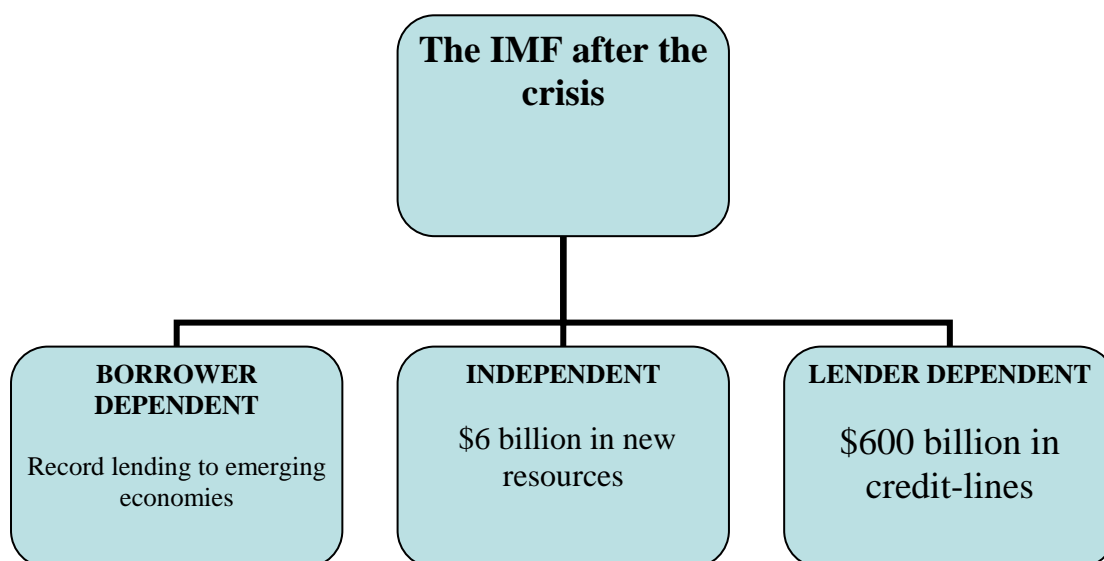 The IMF after the
crisis
BORROWER
DEPENDENT
Record lending to emerging
economies
INDEPENDENT
$6 billion in new
resources
LENDER DEPENDENT
$600 billion in
credit-lines